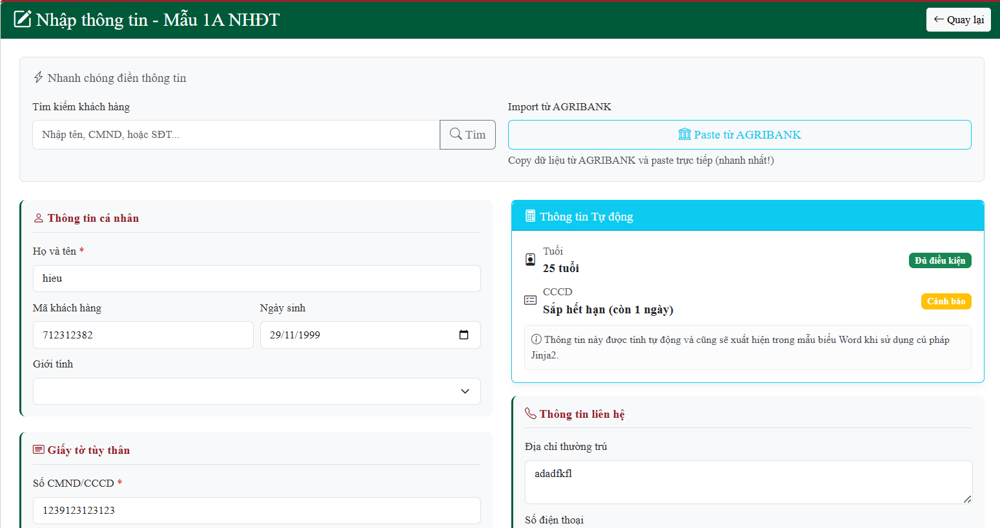 Nhập thông tin - Mẫu 1A NHĐT
Quay lại
Nhanh chóng điền thông tin
Tìm kiếm khách hàng
Nhập tên, CMND, hoặc SĐT...
Tìm
Import từ AGRIBANK
Paste từ AGRIBANK
Copy dữ liệu từ AGRIBANK và paste trực tiếp (nhanh nhất!)
Thông tin cá nhân
Họ và tên *
hieu
Mã khách hàng
712312382
Ngày sinh
29/11/1999
Giới tính
Giấy tờ tùy thân
Số CMND/CCCD *
1239123123123
Thông tin Tự động
Tuổi
25 tuổi
Đủ điều kiện
CCCD
Sắp hết hạn (còn 1 ngày)
Cảnh báo
Thông tin này được tính tự động và cũng sẽ xuất hiện trong mẫu biểu Word khi sử dụng cú pháp
Jinja2.
Thông tin liên hệ
Địa chỉ thường trú
adadfkfl
Số điện thoại